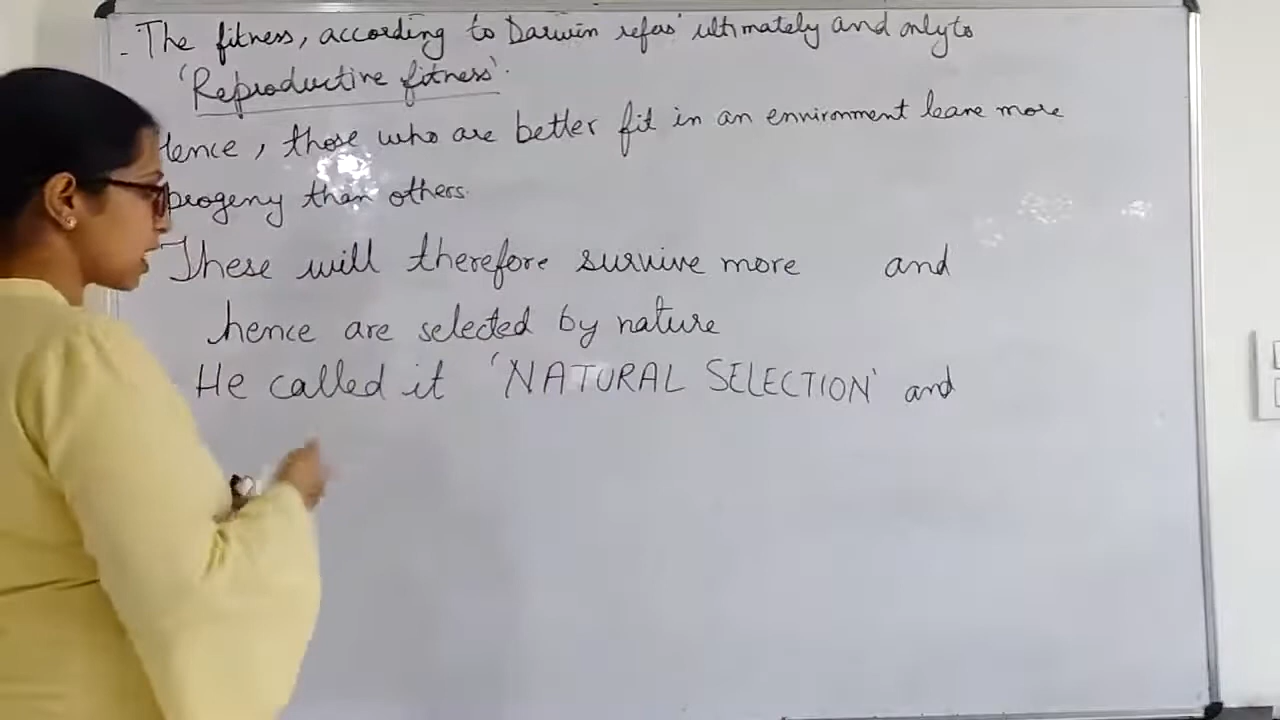 - The fitness, according to Darwin refers ultimately and only to
'Reproductive fitness'.
ence, those who are better fit in an environment leave more
progeny than others.
These will therefore survive more and
hence are selected by nature
He called it 'NATURAL SELECTION' and